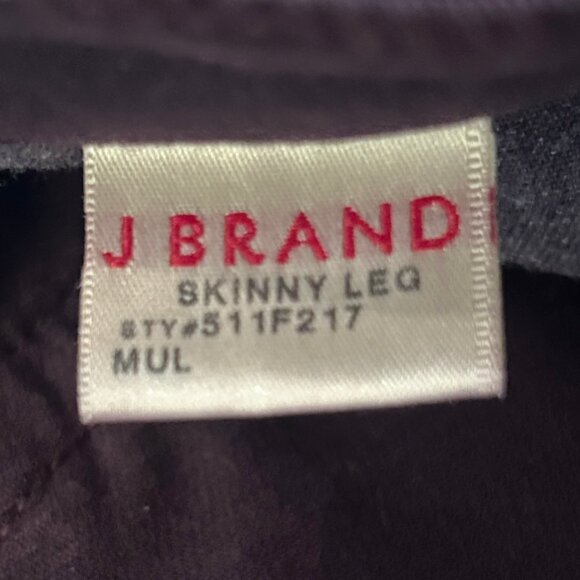 J BRAND
SKINNY LEG
STY#511F217
MUL